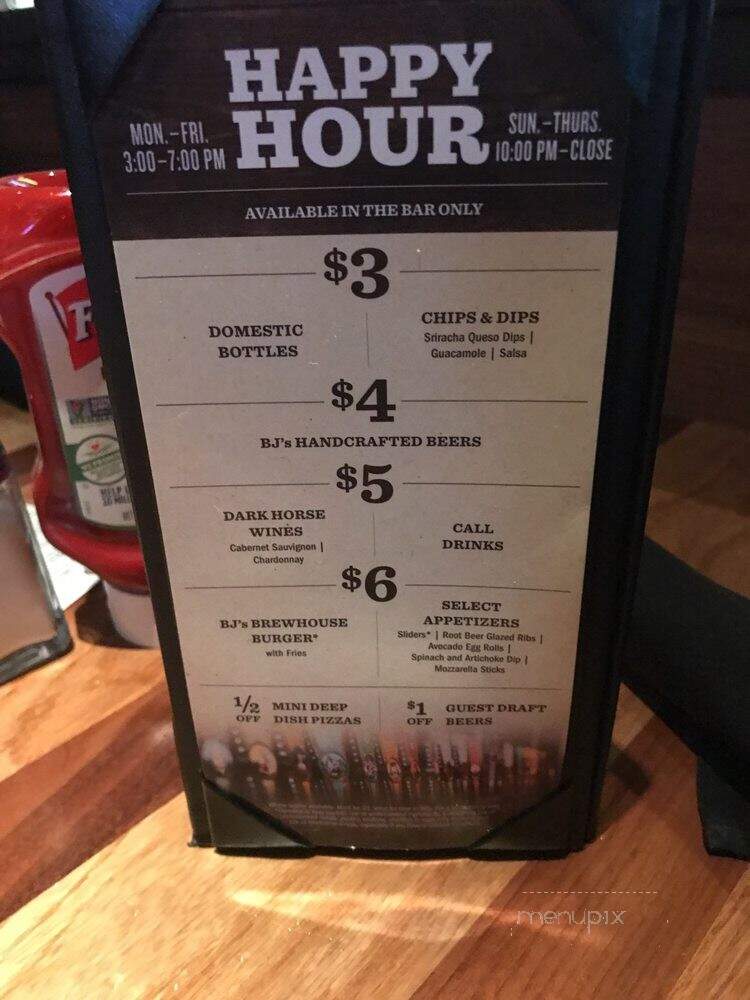 HAPPY
HOUR
MON.–FRI.
3:00–7:00 PM
SUN.–THURS.
10:00 PM–CLOSE
AVAILABLE IN THE BAR ONLY
$3
DOMESTIC
BOTTLES
CHIPS & DIPS
Sriracha Queso Dips |
Guacamole | Salsa
$4
BJ's HANDCRAFTED BEERS
$5
DARK HORSE
WINES
Cabernet Sauvignon |
Chardonnay
CALL
DRINKS
$6
BJ's BREWHOUSE
BURGER*
with Fries
SELECT
APPETIZERS
Sliders* | Root Beer Glazed Ribs |
Avocado Egg Rolls |
Spinach and Artichoke Dip |
Mozzarella Sticks
1/2 OFF MINI DEEP
DISH PIZZAS
$1 OFF GUEST DRAFT
BEERS
menupix